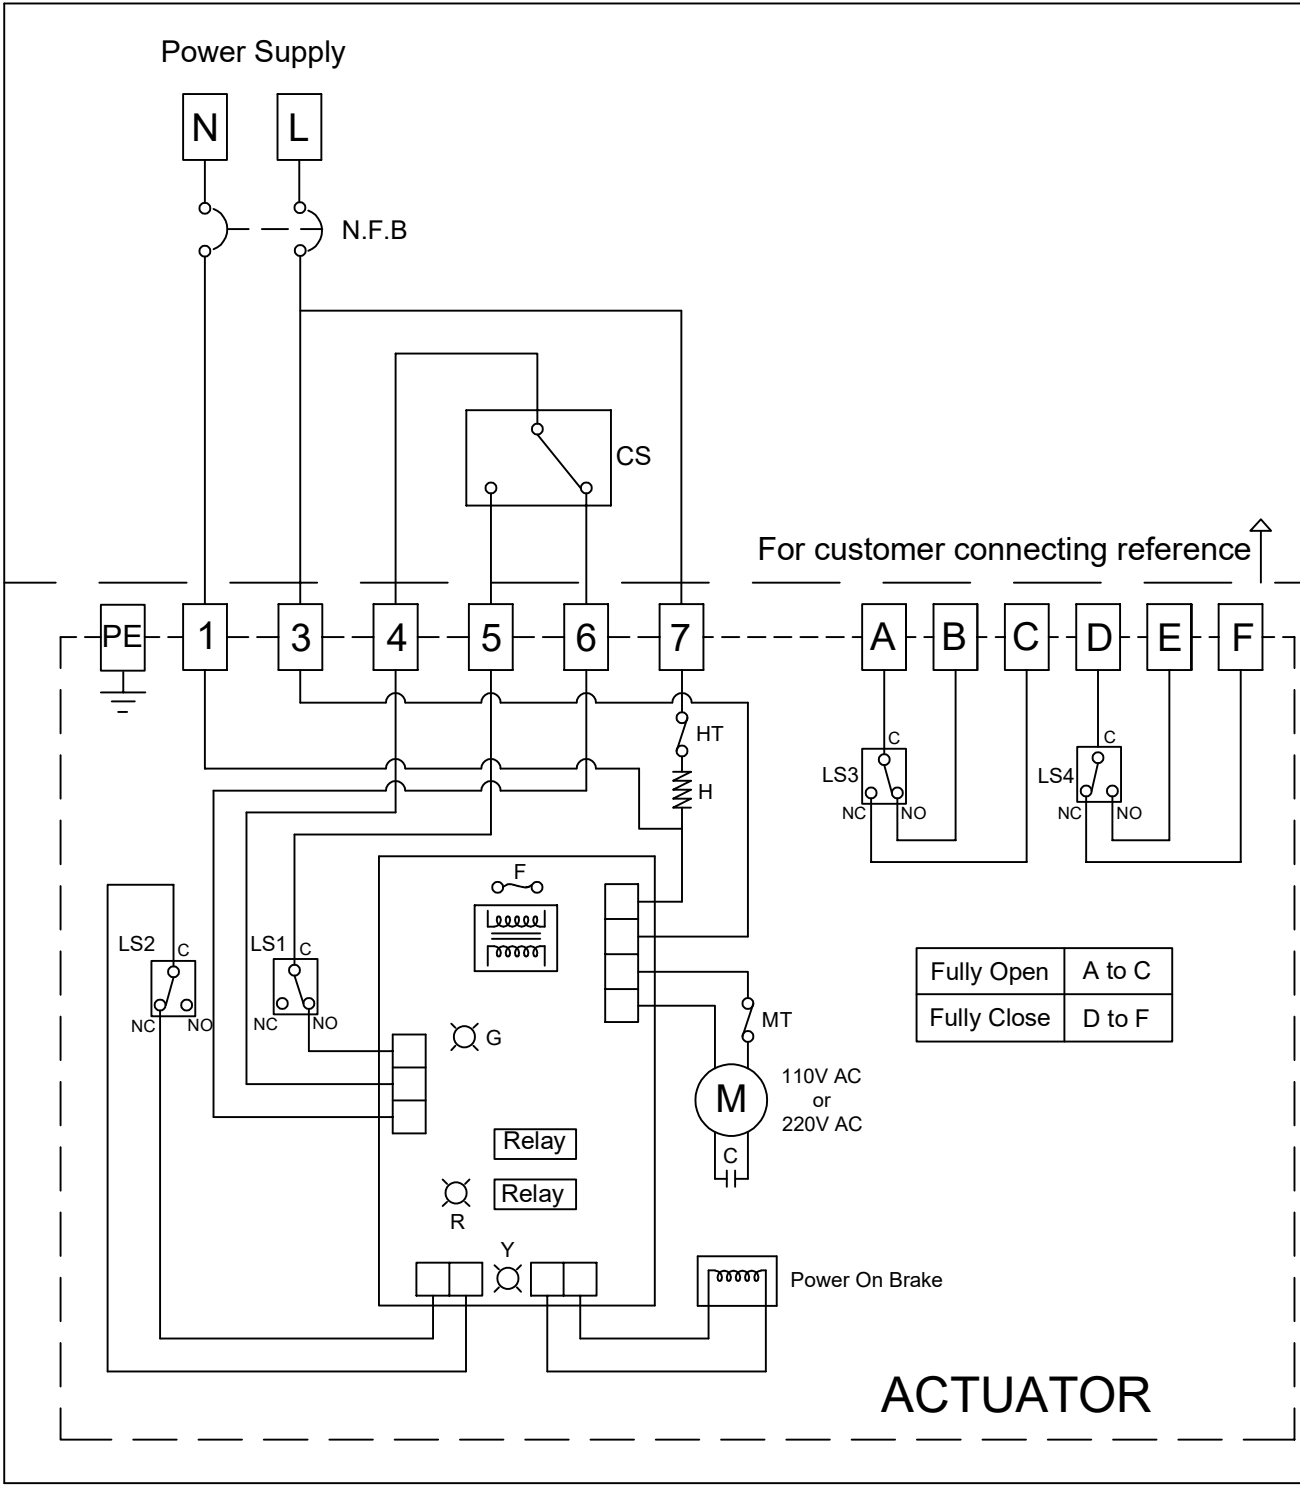 Power Supply
N L
N.F.B
CS
For customer connecting reference
PE 1 3 4 5 6 7 A B C D E F
HT
H
C
LS3
NC NO
C
LS4
NC NO
F
LS2 C
NC NO
LS1 C
NC NO
G
MT
M
110V AC
or
220V AC
C
Fully Open A to C
Fully Close D to F
Relay
Relay
R
Y
Power On Brake
ACTUATOR